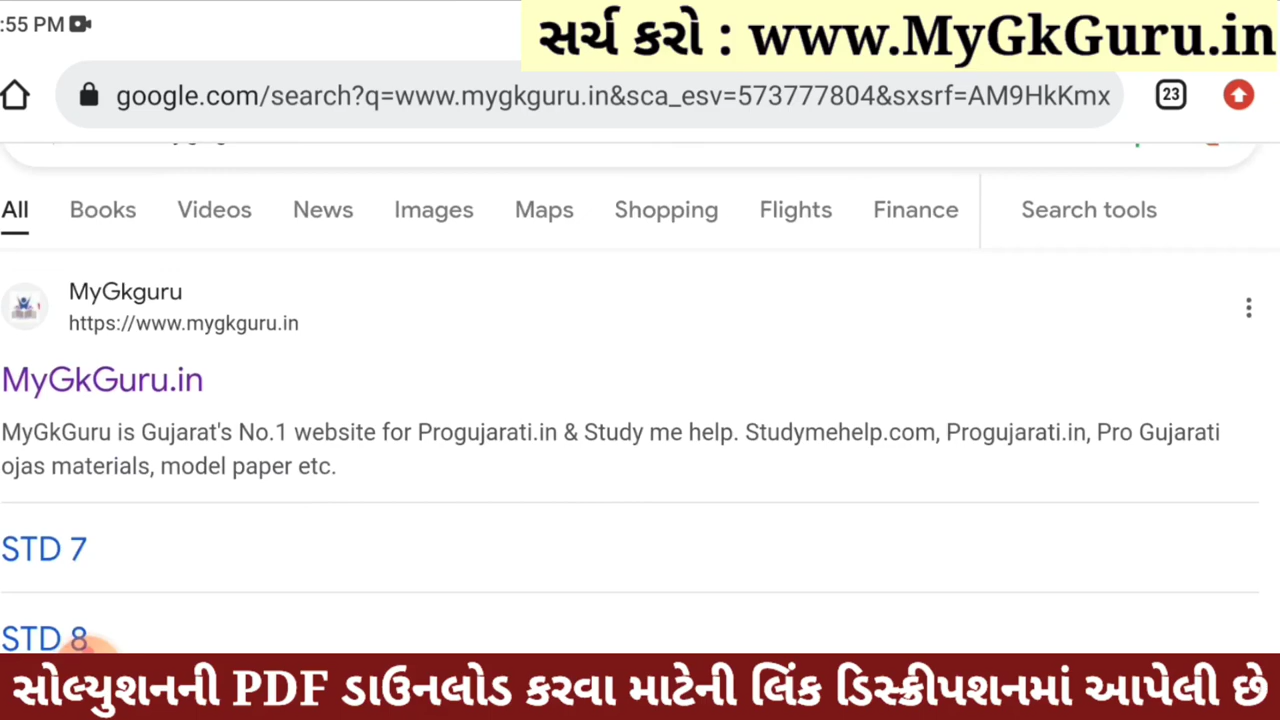 :55 PM
સર્ચ કરો : www.MyGkGuru.in
google.com/search?q=www.mygkguru.in&sca_esv=573777804&sxsrf=AM9HkKmx
23
All Books Videos News Images Maps Shopping Flights Finance Search tools
MyGkguru
https://www.mygkguru.in
MyGkGuru.in
MyGkGuru is Gujarat's No.1 website for Progujarati.in & Study me help. Studymehelp.com, Progujarati.in, Pro Gujarati
ojas materials, model paper etc.
STD 7
STD 8
સોલ્યુશનની PDF ડાઉનલોડ કરવા માટેની લિંક ડિસ્ક્રીપશનમાં આપેલી છે